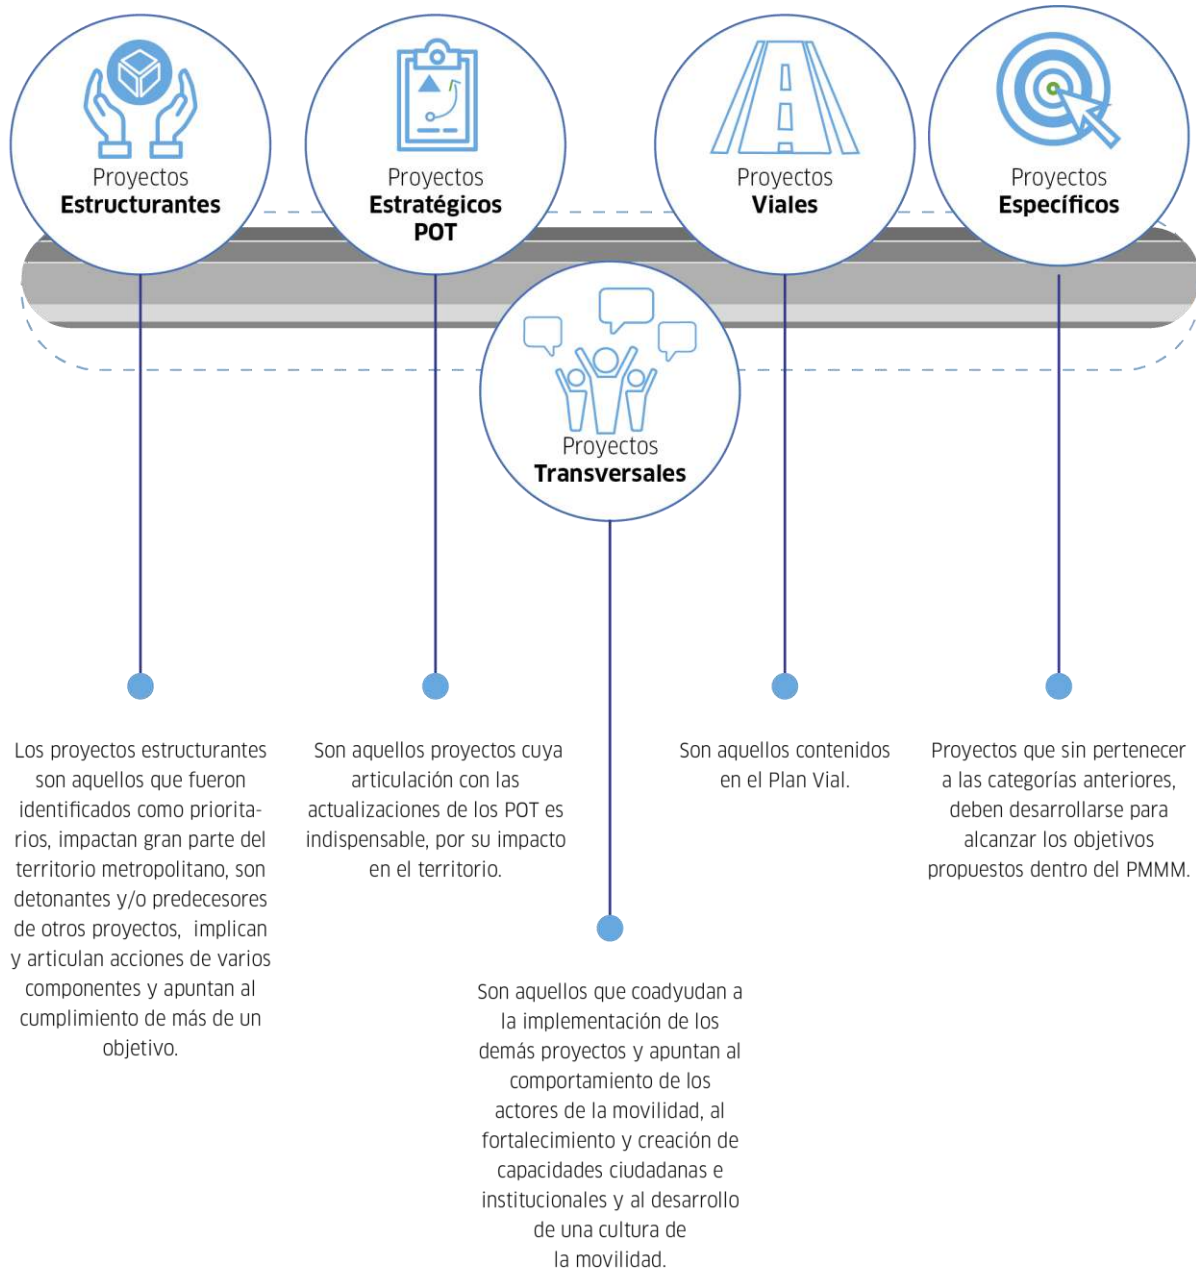 Proyectos
Estructurantes
Proyectos
Estratégicos
POT
Proyectos
Viales
Proyectos
Específicos
Proyectos
Transversales
Los proyectos estructurantes
son aquellos que fueron
identificados como priorita-
rios, impactan gran parte del
territorio metropolitano, son
detonantes y/o predecesores
de otros proyectos, implican
y articulan acciones de varios
componentes y apuntan al
cumplimiento de más de un
objetivo.
Son aquellos proyectos cuya
articulación con las
actualizaciones de los POT es
indispensable, por su impacto
en el territorio.
Son aquellos contenidos
en el Plan Vial.
Proyectos que sin pertenecer
a las categorías anteriores,
deben desarrollarse para
alcanzar los objetivos
propuestos dentro del PMMM.
Son aquellos que coadyudan a
la implementación de los
demás proyectos y apuntan al
comportamiento de los
actores de la movilidad, al
fortalecimiento y creación de
capacidades ciudadanas e
institucionales y al desarrollo
de una cultura de
la movilidad.